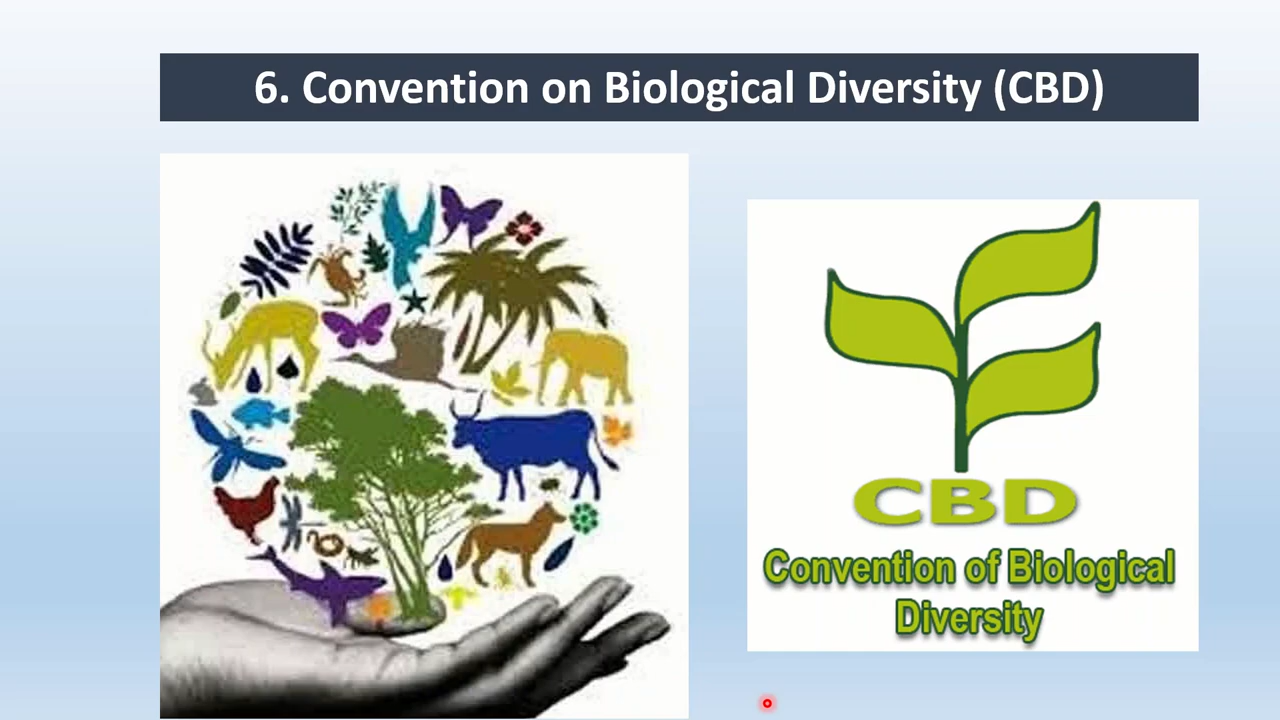 6. Convention on Biological Diversity (CBD)
CBD
Convention of Biological
Diversity